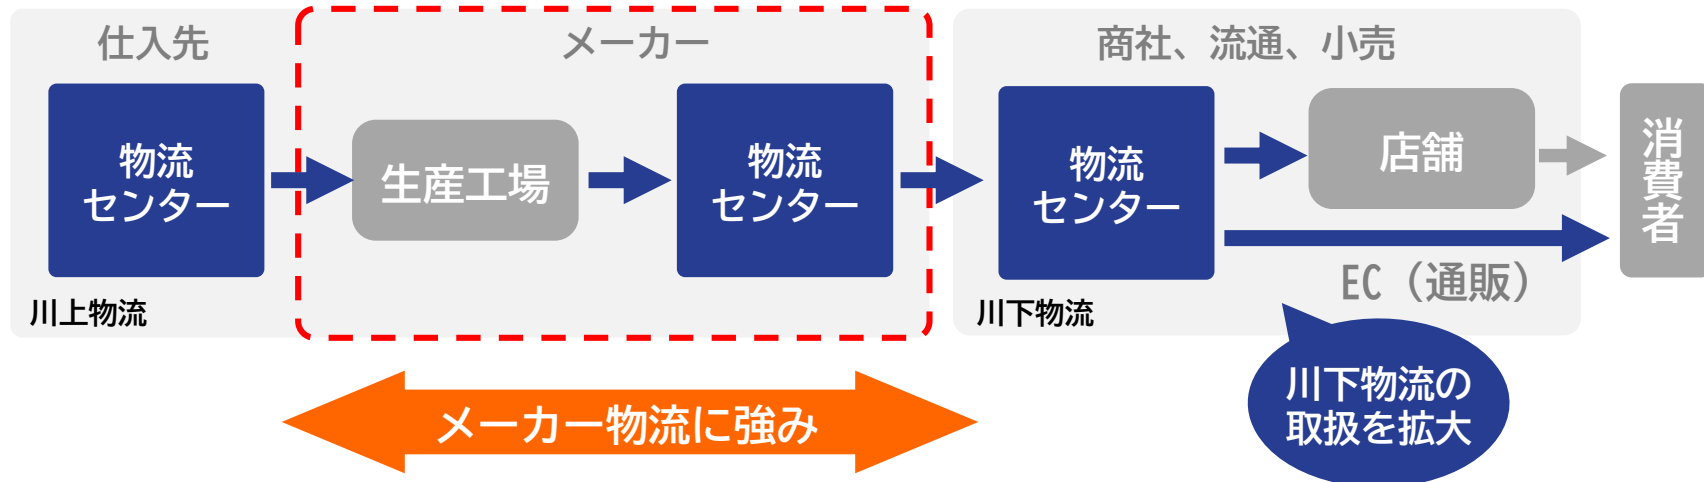 仕入先
メーカー
商社、流通、小売
物流
センター
生産工場
物流
センター
物流
センター
店舗
消費者
EC（通販）
川上物流
川下物流
メーカー物流に強み
川下物流の
取扱を拡大